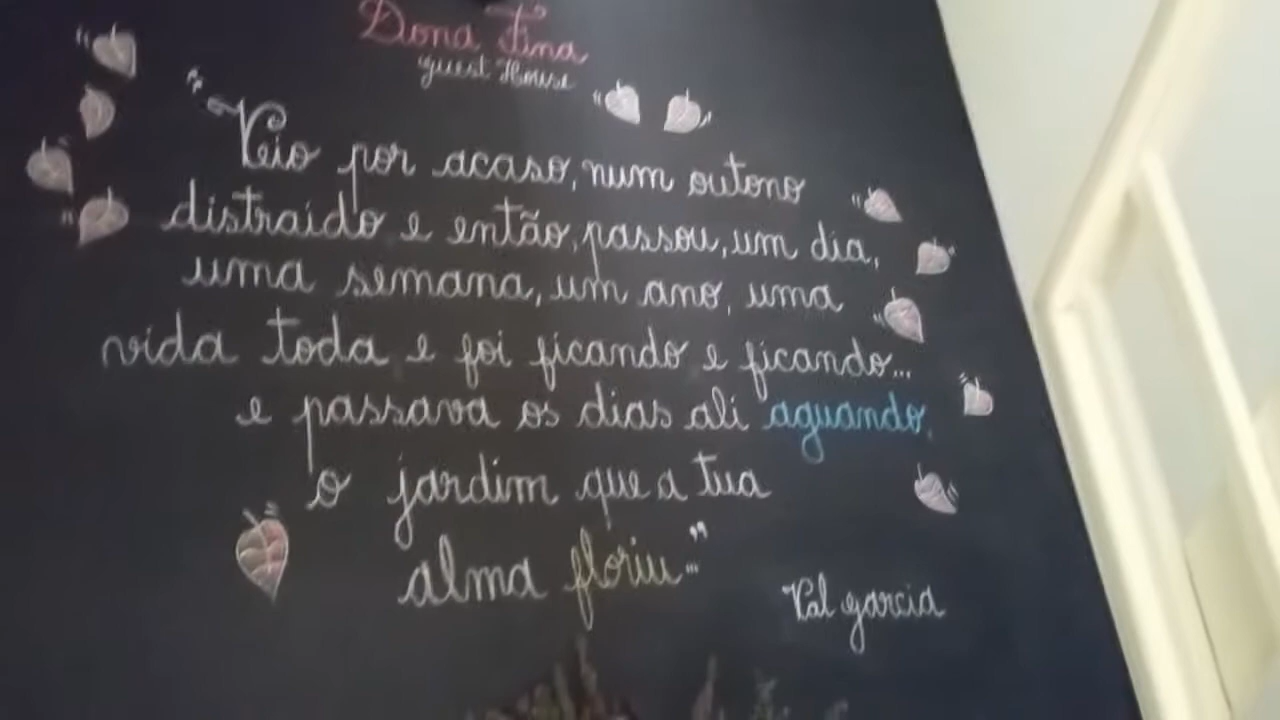 Dona Fina
guest House
"Veio por acaso, num outono
distraído e então, passou, um dia,
uma semana, um ano, uma
vida toda e foi ficando e ficando...
e passava os dias ali aguando,
o jardim que a tua
alma floriu..."
Val garcia